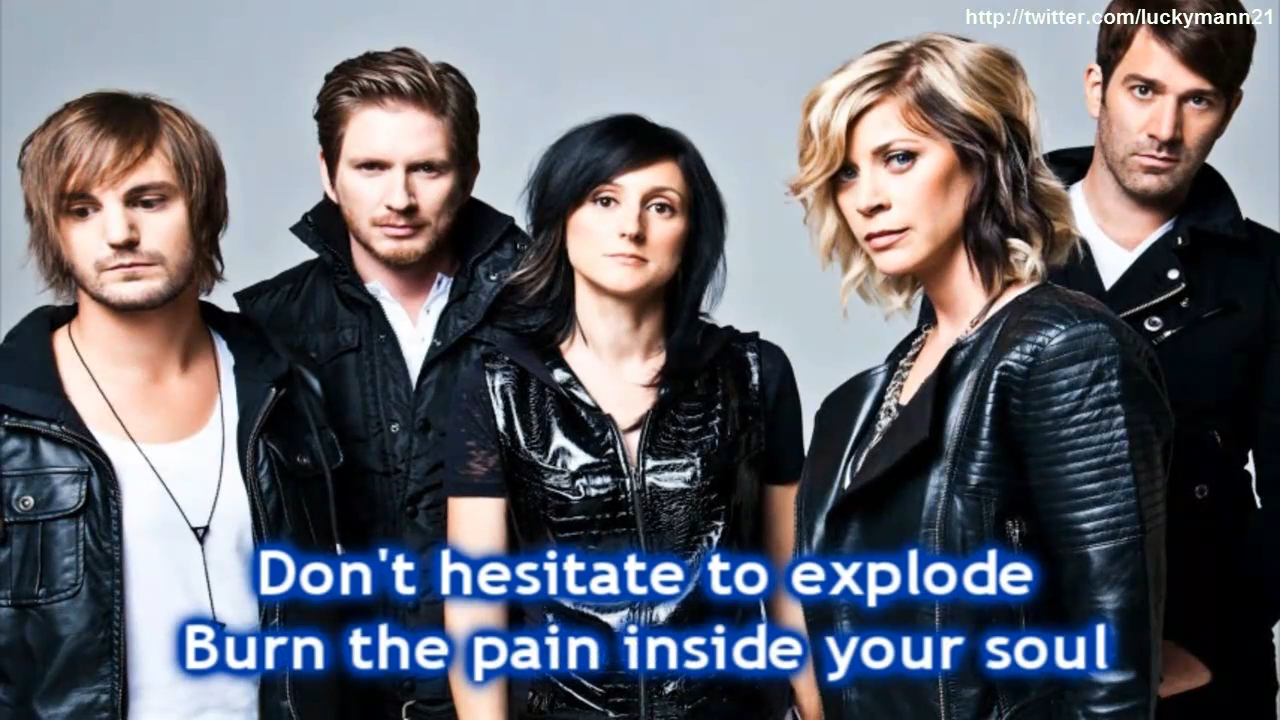 http://twitter.com/luckymann21
Don't hesitate to explode
Burn the pain inside your soul